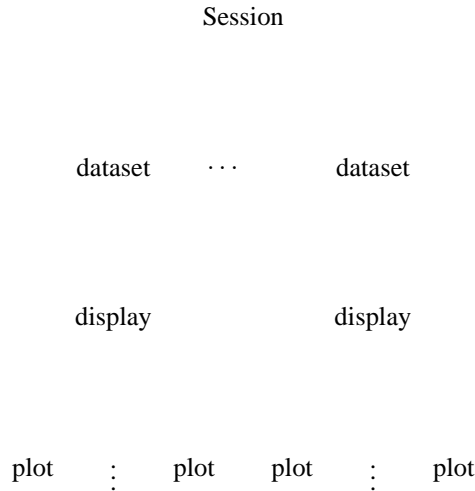 Session
dataset ... dataset
display display
plot ⋮ plot plot ⋮ plot